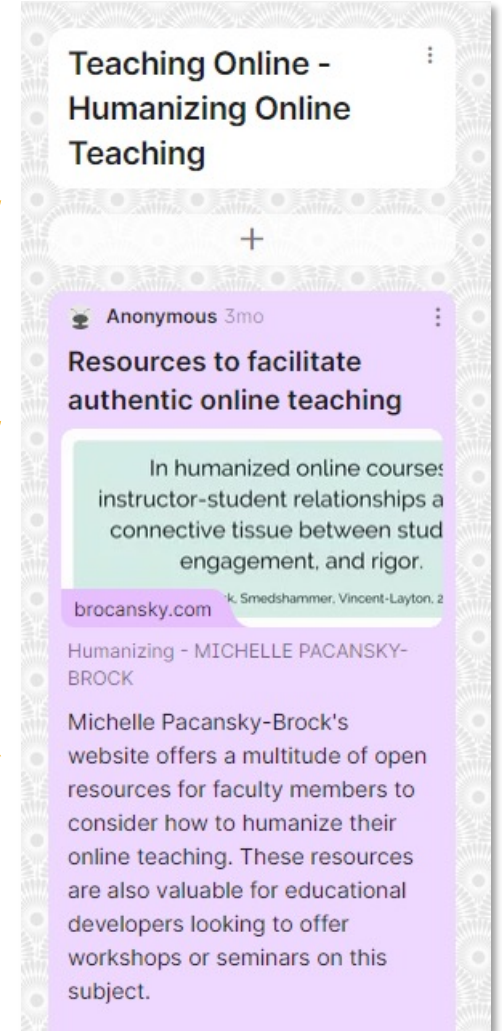 Teaching Online -
Humanizing Online
Teaching
+
Anonymous 3mo
Resources to facilitate
authentic online teaching
In humanized online courses
instructor-student relationships a
connective tissue between stud
engagement, and rigor.
k, Smedshammer, Vincent-Layton, 2
brocansky.com
Humanizing - MICHELLE PACANSKY-
BROCK
Michelle Pacansky-Brock's
website offers a multitude of open
resources for faculty members to
consider how to humanize their
online teaching. These resources
are also valuable for educational
developers looking to offer
workshops or seminars on this
subject.